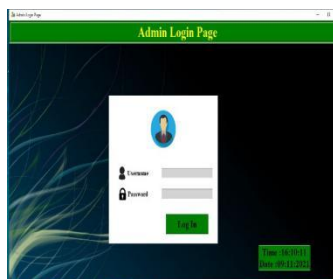 Admin Login Page
Admin Login Page
Username
Password
Log In
Time :16:10:11
Date :09:11:2022